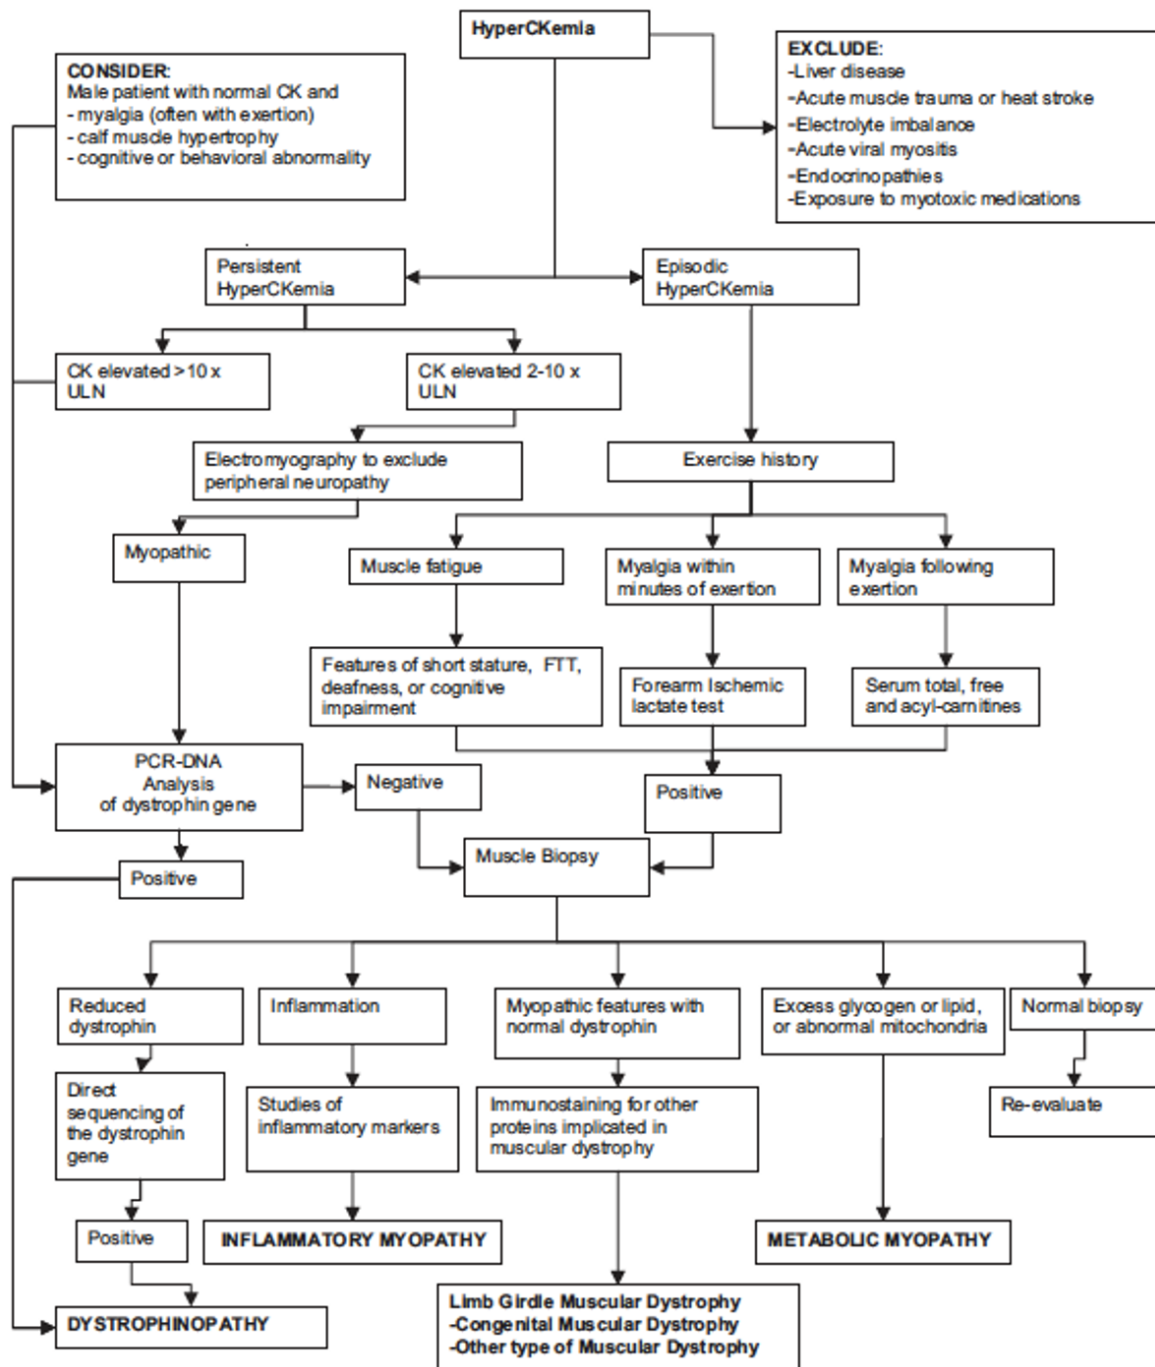 HyperCKemia
CONSIDER:
Male patient with normal CK and
- myalgia (often with exertion)
- calf muscle hypertrophy
- cognitive or behavioral abnormality
EXCLUDE:
-Liver disease
-Acute muscle trauma or heat stroke
-Electrolyte imbalance
-Acute viral myositis
-Endocrinopathies
-Exposure to myotoxic medications
Persistent
HyperCKemia
Episodic
HyperCKemia
CK elevated >10 x
ULN
CK elevated 2-10 x
ULN
Electromyography to exclude
peripheral neuropathy
Exercise history
Myopathic
Muscle fatigue
Myalgia within
minutes of exertion
Myalgia following
exertion
Features of short stature, FTT,
deafness, or cognitive
impairment
Forearm Ischemic
lactate test
Serum total, free
and acyl-carnitines
PCR-DNA
Analysis
of dystrophin gene
Negative
Positive
Muscle Biopsy
Positive
Reduced
dystrophin
Inflammation
Myopathic features with
normal dystrophin
Excess glycogen or lipid,
or abnormal mitochondria
Normal biopsy
Direct
sequencing of
the dystrophin
gene
Studies of
inflammatory markers
Immunostaining for other
proteins implicated in
muscular dystrophy
Re-evaluate
Positive
INFLAMMATORY MYOPATHY
METABOLIC MYOPATHY
DYSTROPHINOPATHY
Limb Girdle Muscular Dystrophy
-Congenital Muscular Dystrophy
-Other type of Muscular Dystrophy